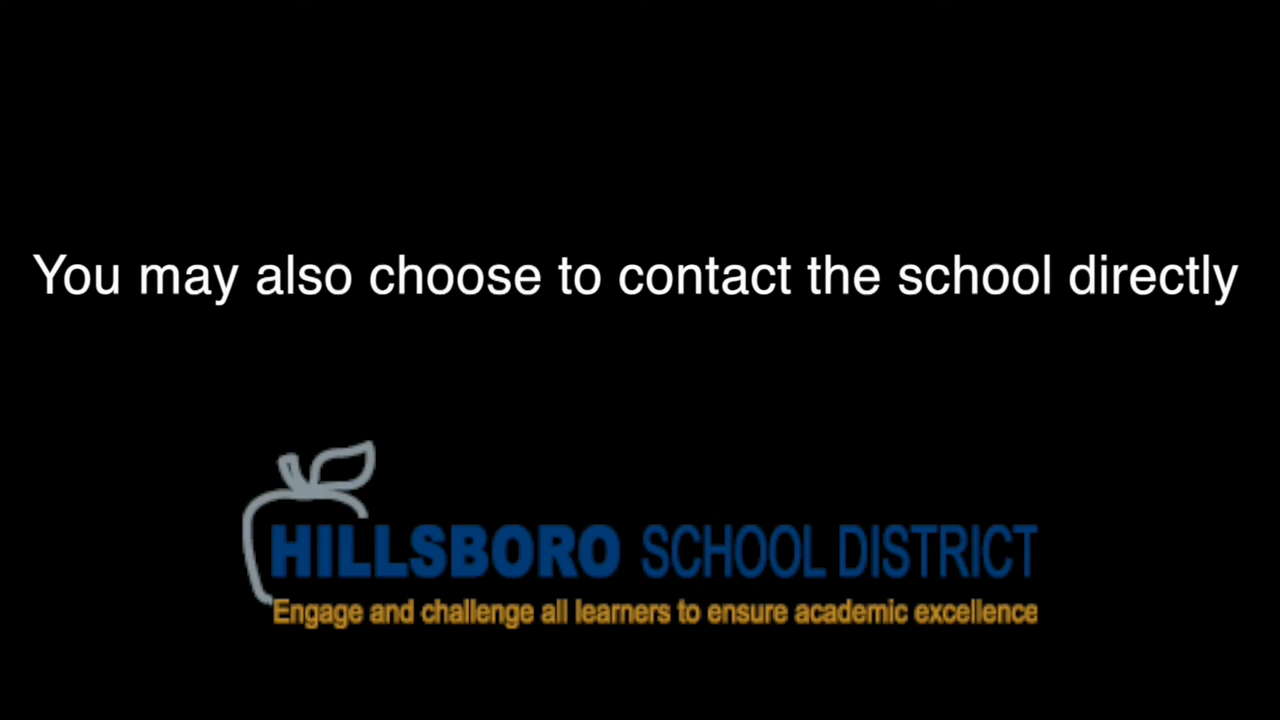 You may also choose to contact the school directly
HILLSBORO SCHOOL DISTRICT
Engage and challenge all learners to ensure academic excellence